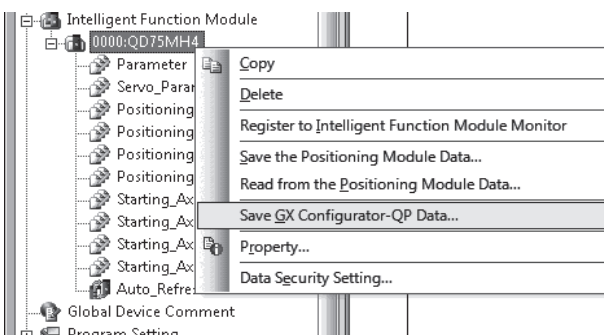 Intelligent Function Module
0000:QD75MH4
Parameter
Servo_Parar
Positioning
Positioning
Positioning
Positioning
Starting_Ax
Starting_Ax
Starting_Ax
Starting_Ax
Auto_Refre
Global Device Comment
Program Setting
Copy
Delete
Register to Intelligent Function Module Monitor
Save the Positioning Module Data...
Read from the Positioning Module Data...
Save GX Configurator-QP Data...
Property...
Data Security Setting...